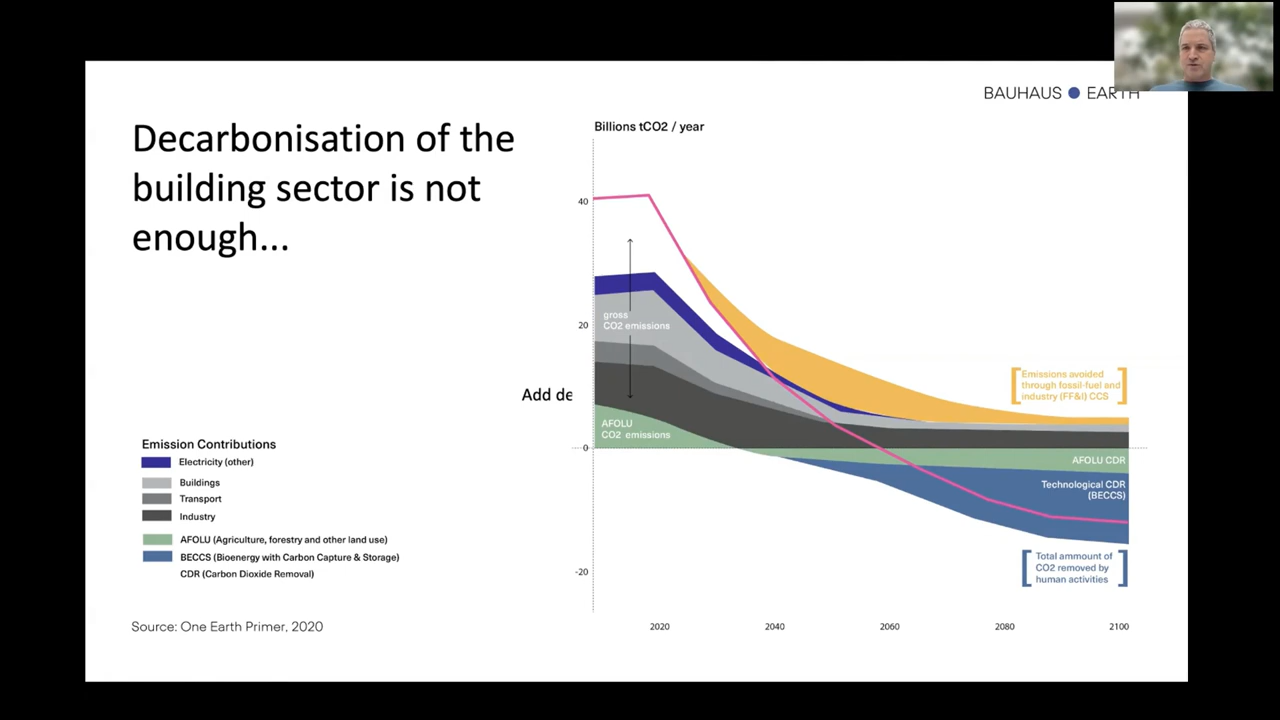 BAUHAUS EARTH
Decarbonisation of the
building sector is not
enough...
Billions tCO2 / year
40
20
0
-20
gross
CO2 emissions
AFOLU
CO2 emissions
Add de
Emissions avoided
through fossil-fuel and
industry (FF&I) CCS
AFOLU CDR
Technological CDR
(BECCS)
Total ammount of
CO2 removed by
human activities
2020 2040 2060 2080 2100
Emission Contributions
Electricity (other)
Buildings
Transport
Industry
AFOLU (Agriculture, forestry and other land use)
BECCS (Bioenergy with Carbon Capture & Storage)
CDR (Carbon Dioxide Removal)
Source: One Earth Primer, 2020